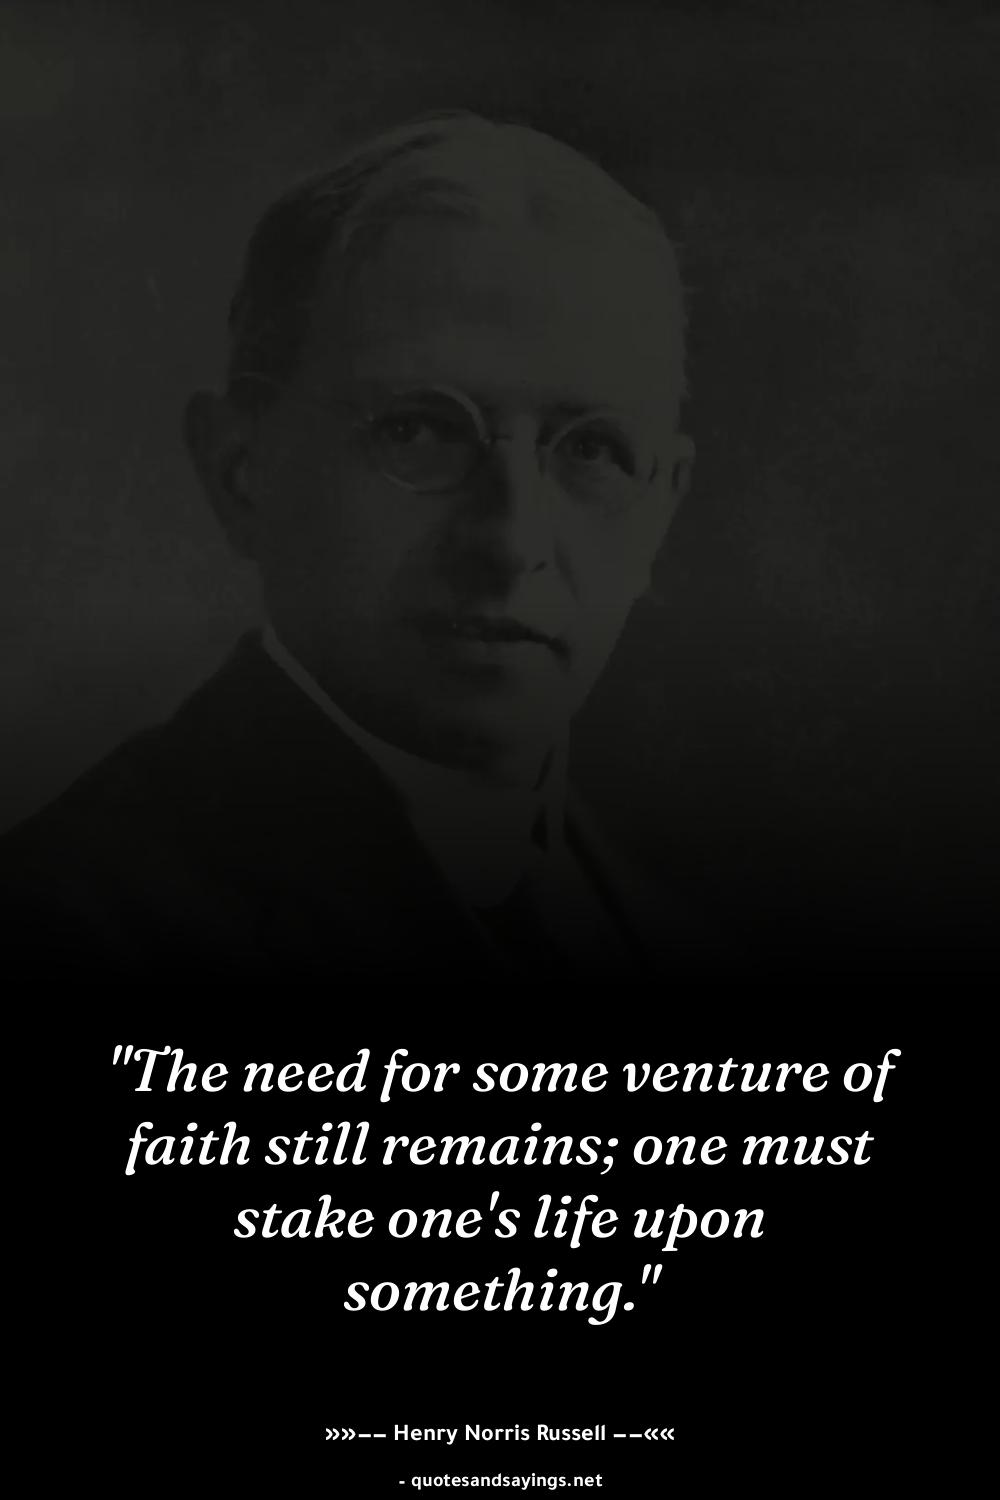 "The need for some venture of
faith still remains; one must
stake one's life upon
something."
»»−− Henry Norris Russell −−««
- quotesandsayings.net